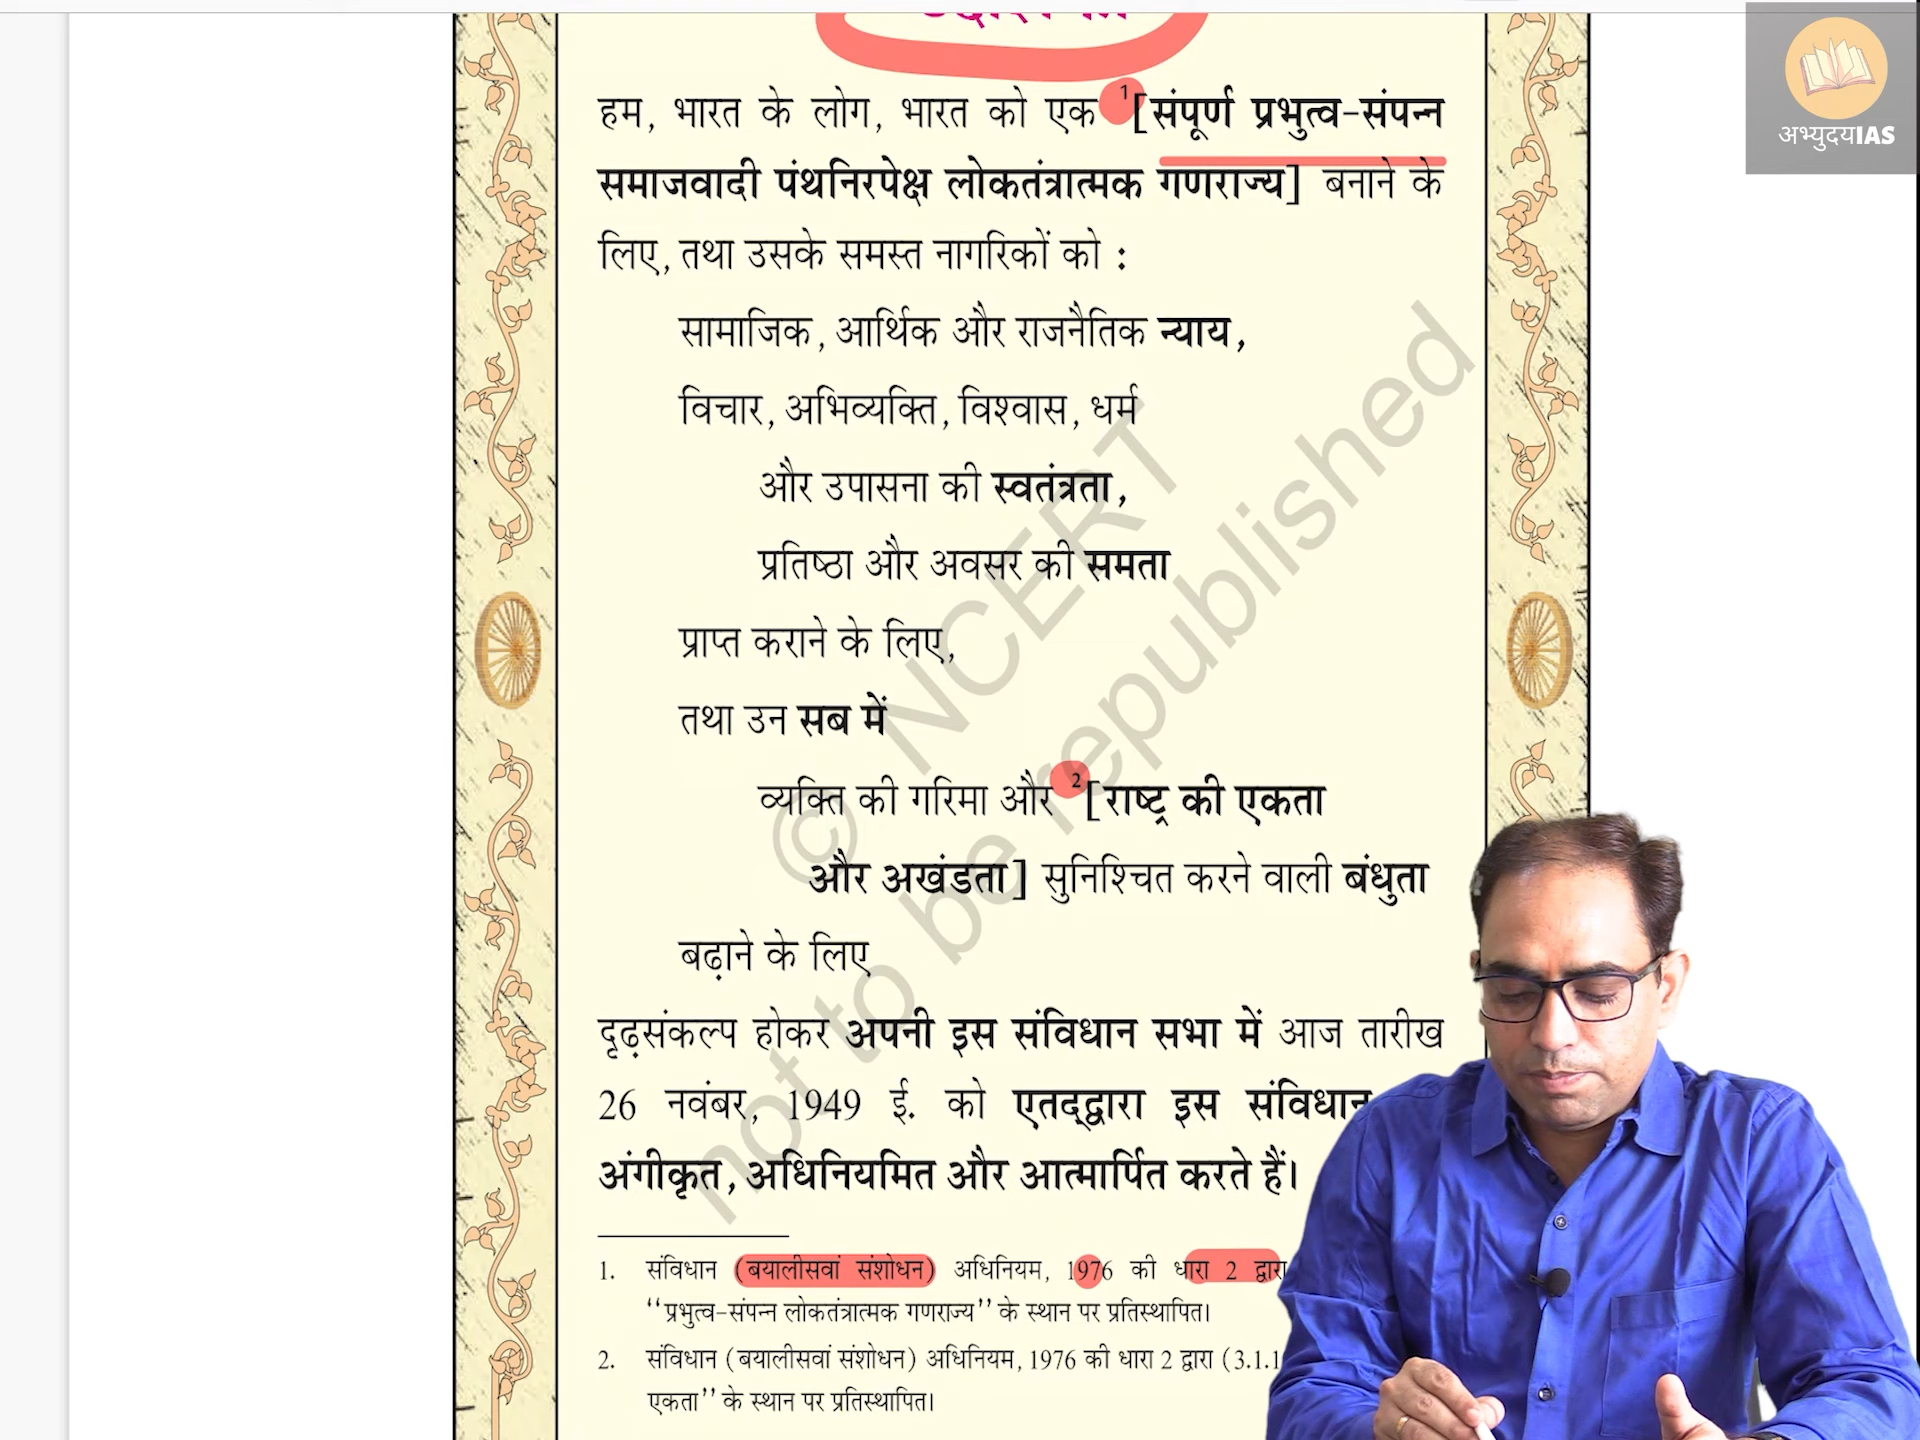 अभ्युदयIAS
हम, भारत के लोग, भारत को एक ¹[संपूर्ण प्रभुत्व-संपन्न
समाजवादी पंथनिरपेक्ष लोकतंत्रात्मक गणराज्य] बनाने के
लिए, तथा उसके समस्त नागरिकों को :
सामाजिक, आर्थिक और राजनैतिक न्याय,
विचार, अभिव्यक्ति, विश्वास, धर्म
और उपासना की स्वतंत्रता,
प्रतिष्ठा और अवसर की समता
प्राप्त कराने के लिए,
तथा उन सब में
व्यक्ति की गरिमा और ²[राष्ट्र की एकता
और अखंडता] सुनिश्चित करने वाली बंधुता
बढ़ाने के लिए
दृढ़संकल्प होकर अपनी इस संविधान सभा में आज तारीख
26 नवंबर, 1949 ई. को एतद्द्वारा इस संविधान
अंगीकृत, अधिनियमित और आत्मार्पित करते हैं।
1. संविधान (बयालीसवां संशोधन) अधिनियम, 1976 की धारा 2 द्वारा
‘‘प्रभुत्व-संपन्न लोकतंत्रात्मक गणराज्य’’ के स्थान पर प्रतिस्थापित।
2. संविधान (बयालीसवां संशोधन) अधिनियम, 1976 की धारा 2 द्वारा (3.1.1
एकता’’ के स्थान पर प्रतिस्थापित।
© NCERT
not to be republished